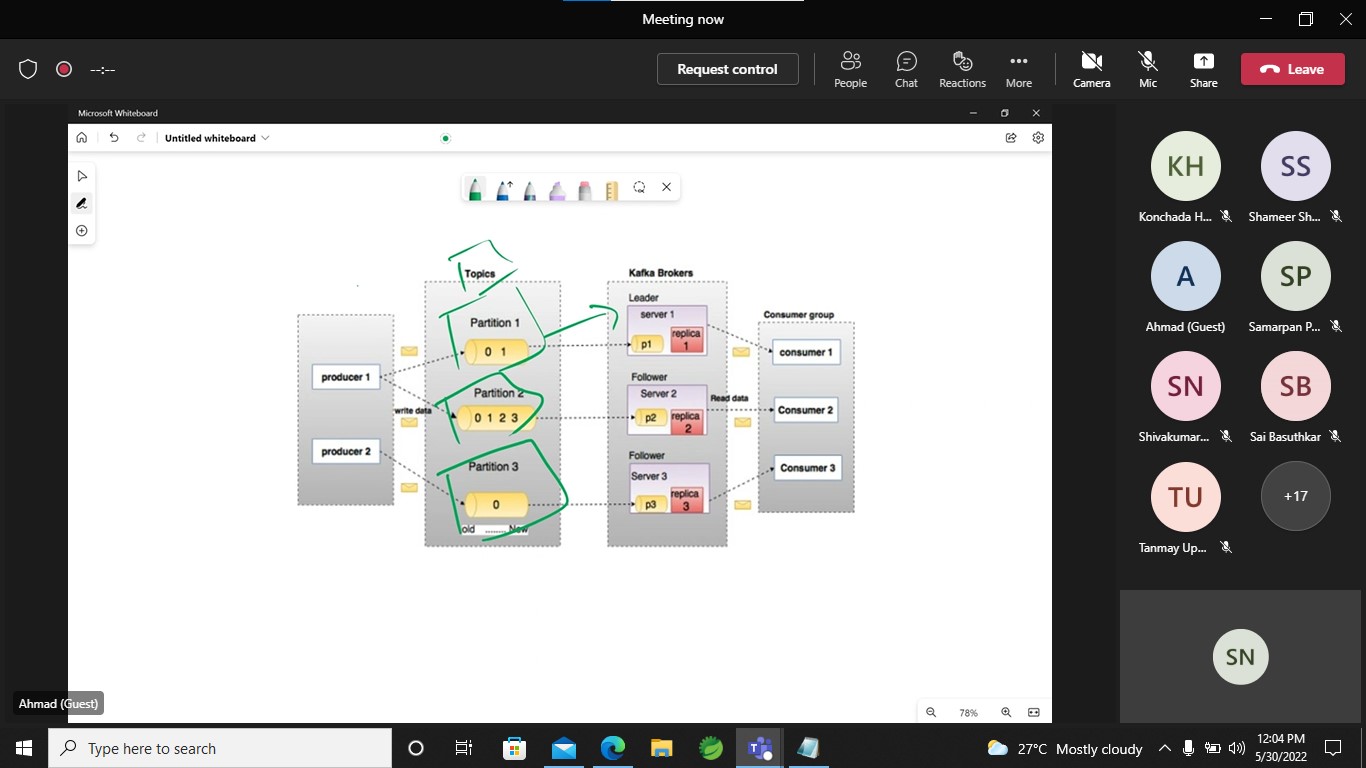 Meeting now
--:--
Request control
People
Chat
Reactions
More
Camera
Mic
Share
Leave
Microsoft Whiteboard
Untitled whiteboard
Topics
Kafka Brokers
Leader
Partition 1
server 1
Consumer group
replica
0 1
p1
1
consumer 1
producer 1
Follower
Partition 2
Server 2
Read data
write data
0 1 2 3
p2
replica
2
Consumer 2
producer 2
Follower
Partition 3
Server 3
Consumer 3
0
p3
replica
3
old ........ New
78%
KH
Konchada H...
SS
Shameer Sh...
A
Ahmad (Guest)
SP
Samarpan P...
SN
Shivakumar...
SB
Sai Basuthkar
TU
Tanmay Up...
+17
SN
Ahmad (Guest)
Type here to search
27°C Mostly cloudy
12:04 PM
5/30/2022